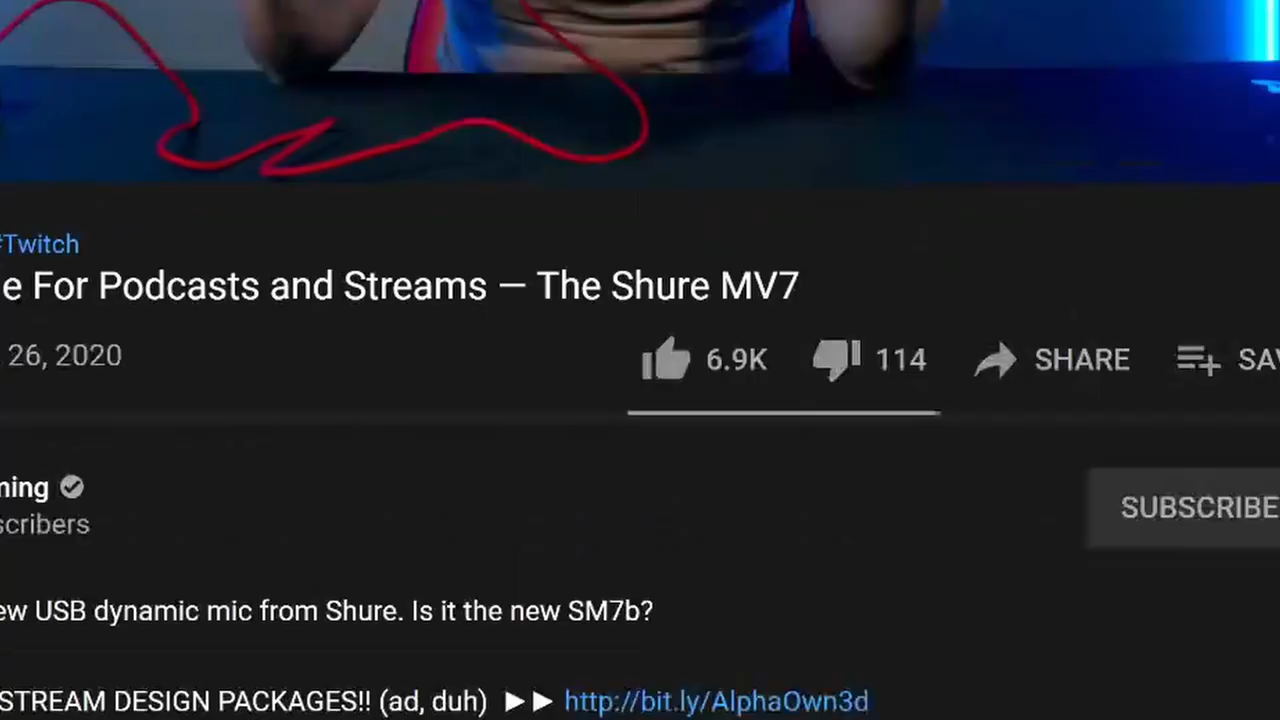 #Twitch
e For Podcasts and Streams — The Shure MV7
26, 2020
6.9K 114 SHARE SAV
ning
scribers
SUBSCRIBE
ew USB dynamic mic from Shure. Is it the new SM7b?
STREAM DESIGN PACKAGES!! (ad, duh) ►► http://bit.ly/AlphaOwn3d